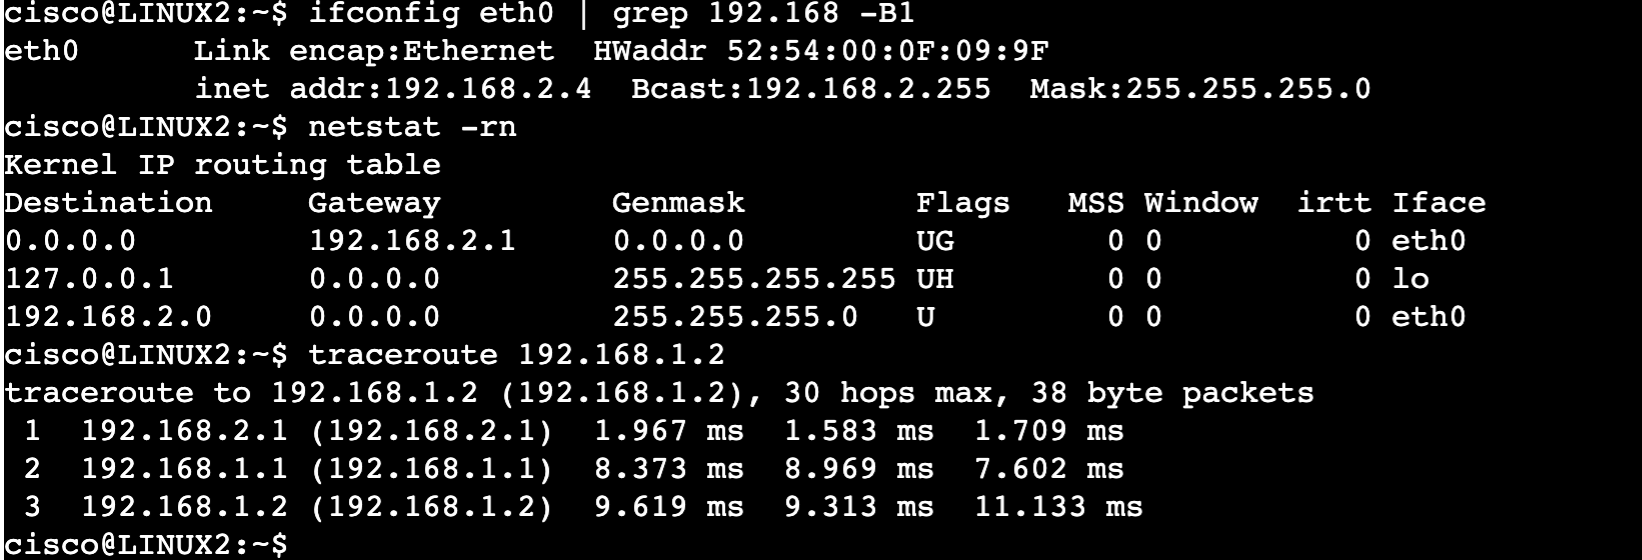 cisco@LINUX2:~$ ifconfig eth0 | grep 192.168 -B1
eth0      Link encap:Ethernet  HWaddr 52:54:00:0F:09:9F
          inet addr:192.168.2.4  Bcast:192.168.2.255  Mask:255.255.255.0
cisco@LINUX2:~$ netstat -rn
Kernel IP routing table
Destination     Gateway         Genmask         Flags   MSS Window  irtt Iface
0.0.0.0         192.168.2.1     0.0.0.0         UG        0 0          0 eth0
127.0.0.1       0.0.0.0         255.255.255.255 UH        0 0          0 lo
192.168.2.0     0.0.0.0         255.255.255.0   U         0 0          0 eth0
cisco@LINUX2:~$ traceroute 192.168.1.2
traceroute to 192.168.1.2 (192.168.1.2), 30 hops max, 38 byte packets
 1  192.168.2.1 (192.168.2.1)  1.967 ms  1.583 ms  1.709 ms
 2  192.168.1.1 (192.168.1.1)  8.373 ms  8.969 ms  7.602 ms
 3  192.168.1.2 (192.168.1.2)  9.619 ms  9.313 ms  11.133 ms
cisco@LINUX2:~$